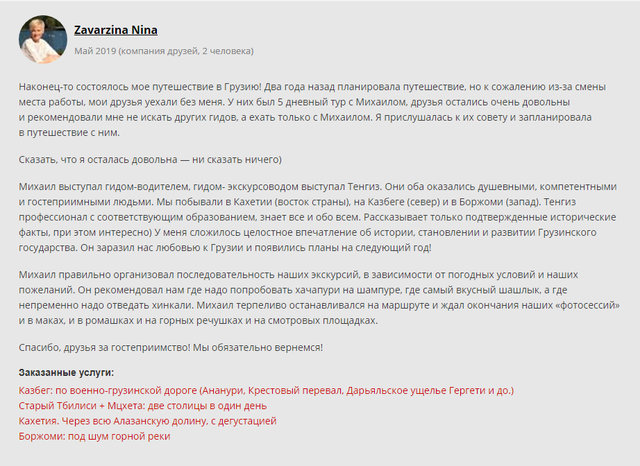 Zavarzina Nina
Май 2019 (компания друзей, 2 человека)
Наконец-то состоялось мое путешествие в Грузию! Два года назад планировала путешествие, но к сожалению из-за смены
места работы, мои друзья уехали без меня. У них был 5 дневный тур с Михаилом, друзья остались очень довольны
и рекомендовали мне не искать других гидов, а ехать только с Михаилом. Я прислушалась к их совету и запланировала
в путешествие с ним.
Сказать, что я осталась довольна — ни сказать ничего)
Михаил выступал гидом-водителем, гидом- экскурсоводом выступал Тенгиз. Они оба оказались душевными, компетентными
и гостеприимными людьми. Мы побывали в Кахетии (восток страны), на Казбеге (север) и в Боржоми (запад). Тенгиз
профессионал с соответствующим образованием, знает все и обо всем. Рассказывает только подтвержденные исторические
факты, при этом интересно) У меня сложилось целостное впечатление об истории, становлении и развитии Грузинского
государства. Он заразил нас любовью к Грузии и появились планы на следующий год!
Михаил правильно организовал последовательность наших экскурсий, в зависимости от погодных условий и наших
пожеланий. Он рекомендовал нам где надо попробовать хачапури на шампуре, где самый вкусный шашлык, а где
непременно надо отведать хинкали. Михаил терпеливо останавливался на маршруте и ждал окончания наших «фотосессий»
и в маках, и в ромашках и на горных речушках и на смотровых площадках.
Спасибо, друзья за гостеприимство! Мы обязательно вернемся!
Заказанные услуги:
Казбег: по военно-грузинской дороге (Ананури, Крестовый перевал, Дарьяльское ущелье Гергети и до.)
Старый Тбилиси + Мцхета: две столицы в один день
Кахетия. Через всю Алазанскую долину, с дегустацией
Боржоми: под шум горной реки